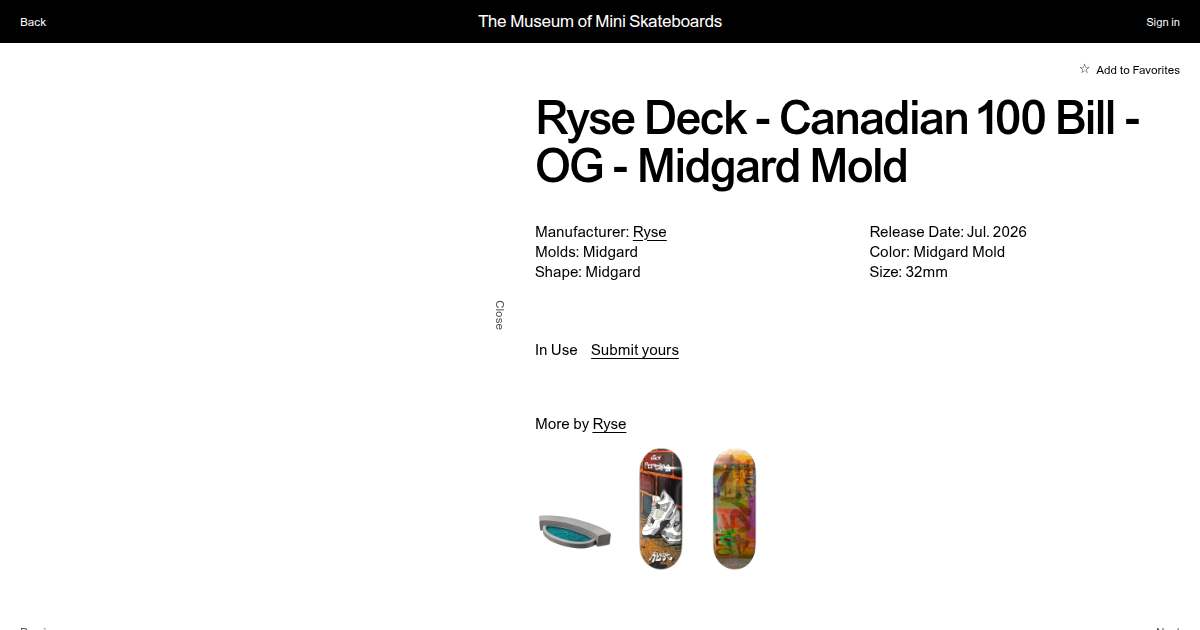 Back
The Museum of Mini Skateboards
Sign in
☆ Add to Favorites
Ryse Deck - Canadian 100 Bill -
OG - Midgard Mold
Manufacturer: Ryse
Molds: Midgard
Shape: Midgard
Release Date: Jul. 2026
Color: Midgard Mold
Size: 32mm
Close
In Use Submit yours
More by Ryse